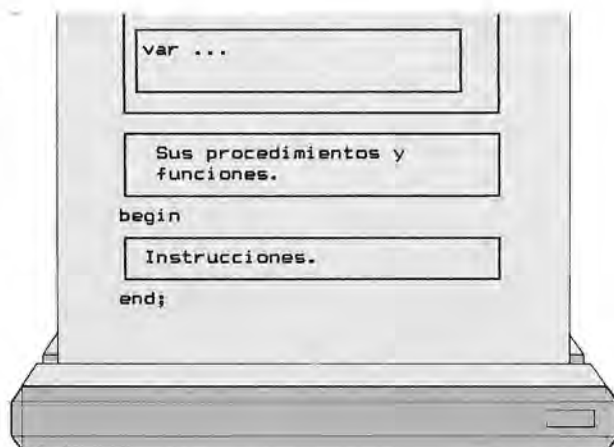 var ...
Sus procedimientos y
funciones.
begin
Instrucciones.
end;